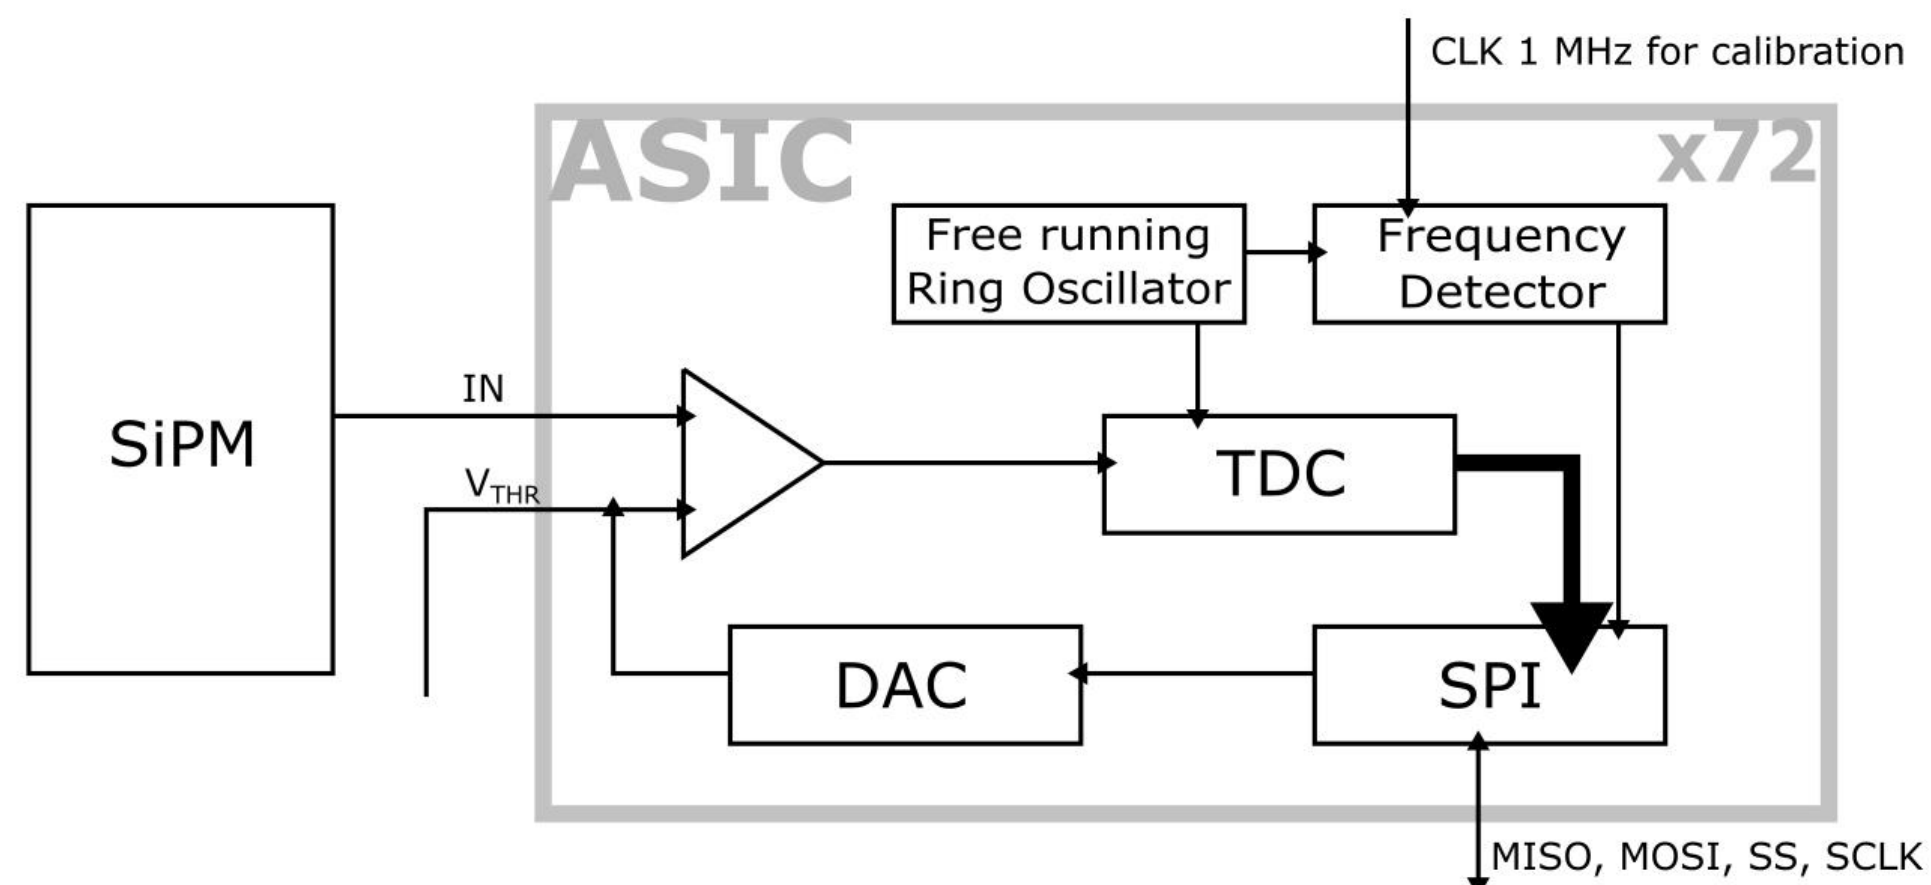 CLK 1 MHz for calibration
ASIC
x72
Free running
Ring Oscillator
Frequency
Detector
IN
SiPM
VTHR
TDC
DAC
SPI
MISO, MOSI, SS, SCLK